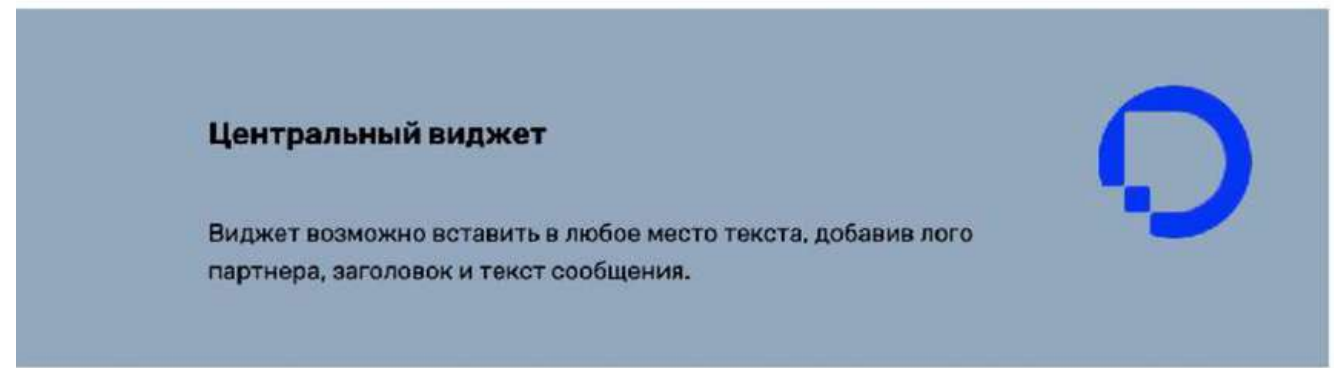 Центральный виджет
Виджет возможно вставить в любое место текста, добавив лого
партнера, заголовок и текст сообщения.